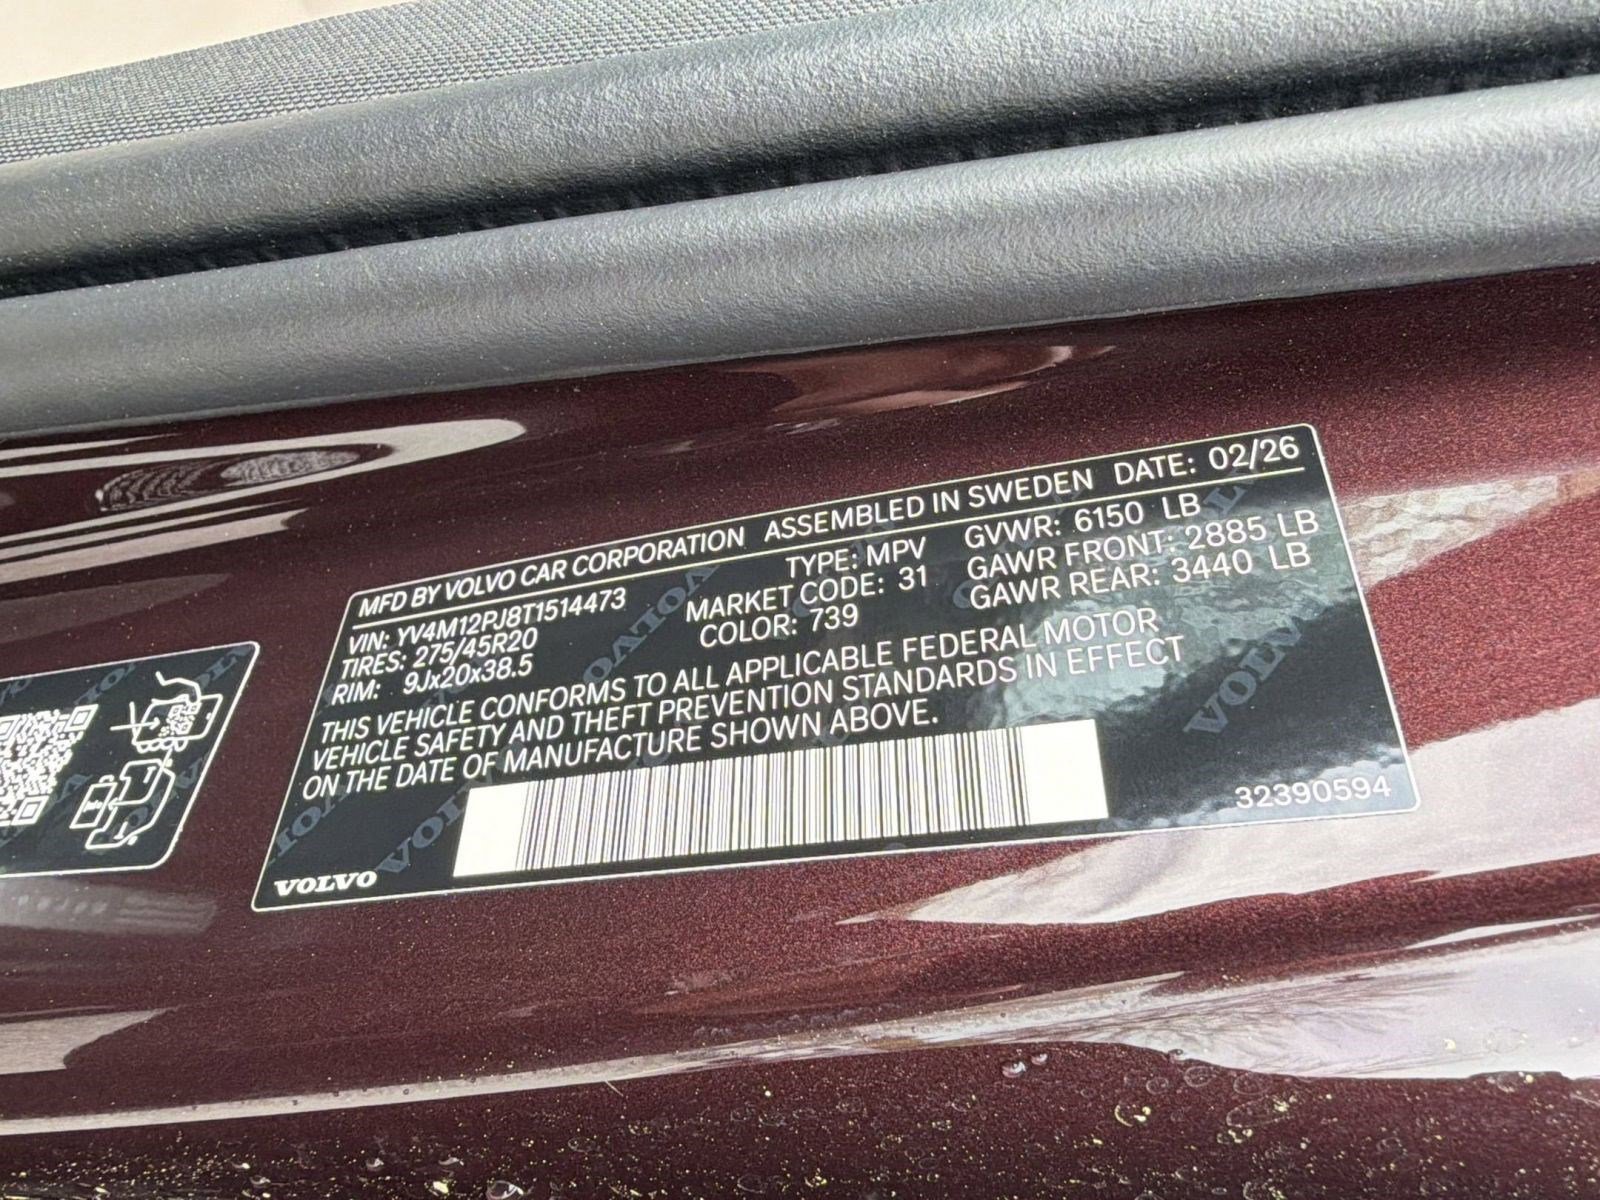 MFD BY VOLVO CAR CORPORATION ASSEMBLED IN SWEDEN DATE: 02/26
VIN: YV4M12PJ8T1514473 TYPE: MPV GVWR: 6150 LB
TIRES: 275/45R20 MARKET CODE: 31 GAWR FRONT: 2885 LB
RIM: 9Jx20x38.5 COLOR: 739 GAWR REAR: 3440 LB
THIS VEHICLE CONFORMS TO ALL APPLICABLE FEDERAL MOTOR
VEHICLE SAFETY AND THEFT PREVENTION STANDARDS IN EFFECT
ON THE DATE OF MANUFACTURE SHOWN ABOVE.
32390594
VOLVO